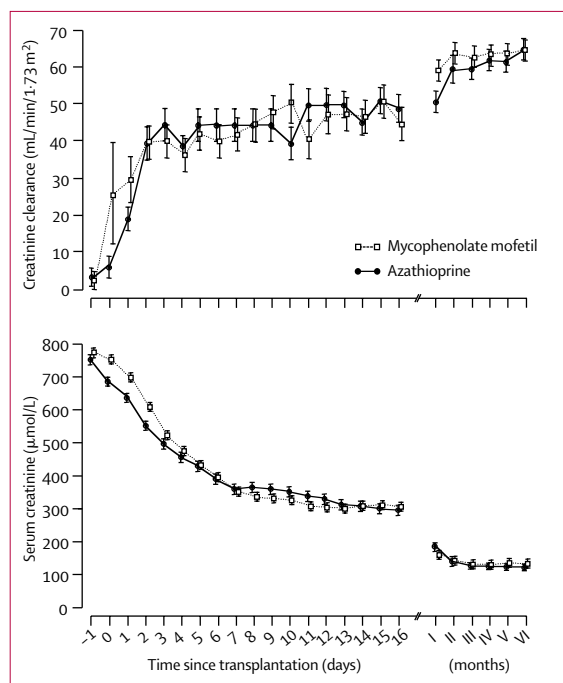 70
60
50
40
30
20
10
0
Creatinine clearance (mL/min/1·73 m²)
Mycophenolate mofetil
Azathioprine
800
700
600
500
400
300
200
100
0
Serum creatinine (μmol/L)
-1 0 1 2 3 4 5 6 7 8 9 10 11 12 13 14 15 16 I II III IV V VI
Time since transplantation (days) (months)